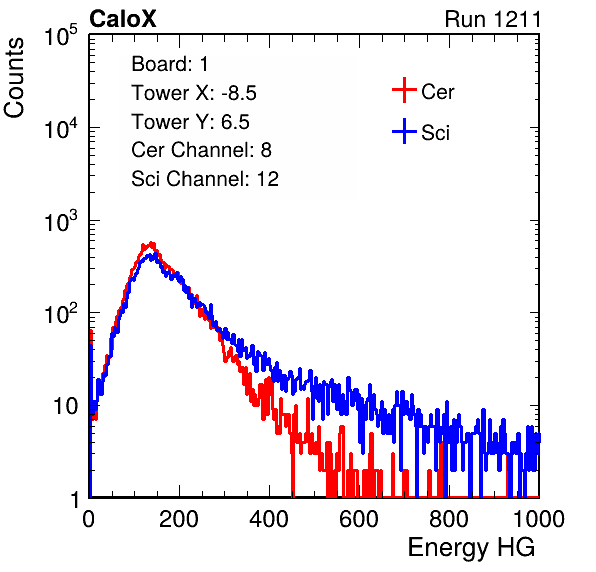 CaloX Run 1211
Counts
Board: 1
Tower X: -8.5
Tower Y: 6.5
Cer Channel: 8
Sci Channel: 12
Cer
Sci
10^5
10^4
10^3
10^2
10
1
0 200 400 600 800 1000
Energy HG